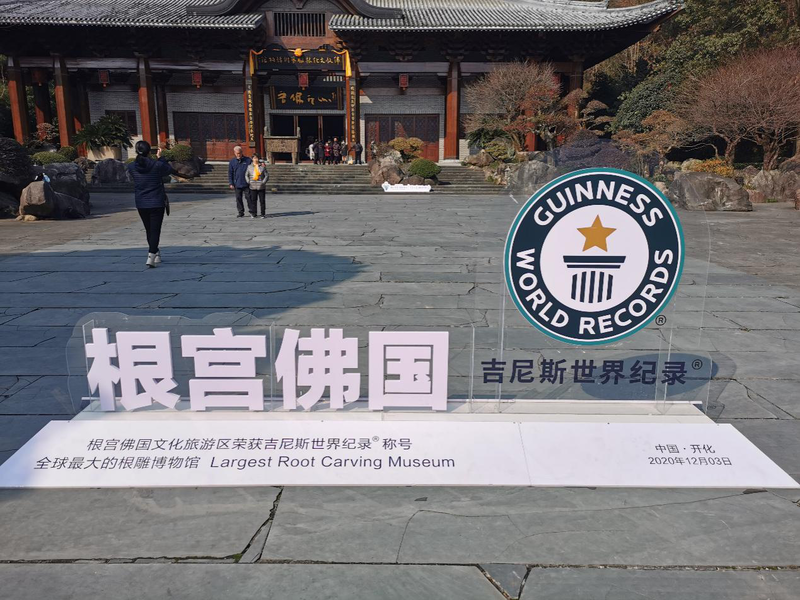 GUINNESS
WORLD RECORDS
®
吉尼斯世界纪录®
根宫佛国
根宫佛国文化旅游区荣获吉尼斯世界纪录®称号
全球最大的根雕博物馆 Largest Root Carving Museum
中国·开化
2020年12月03日